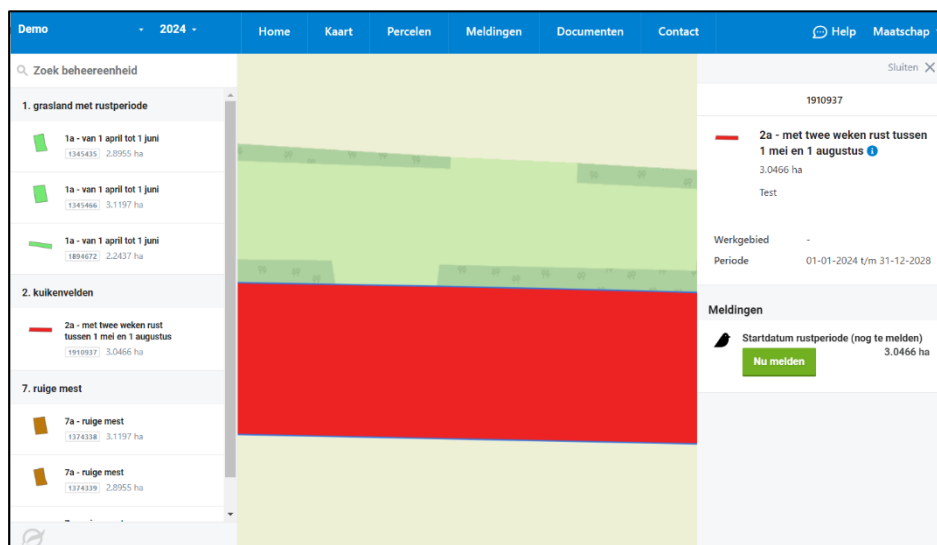 Demo
2024
Home
Kaart
Percelen
Meldingen
Documenten
Contact
Help
Maatschap
Zoek beheereenheid
1. grasland met rustperiode
1a - van 1 april tot 1 juni
1345435 2.8955 ha
1a - van 1 april tot 1 juni
1345466 3.1197 ha
1a - van 1 april tot 1 juni
1894672 2.2437 ha
2. kuikenvelden
2a - met twee weken rust
tussen 1 mei en 1 augustus
1910937 3.0466 ha
7. ruige mest
7a - ruige mest
1374338 3.1197 ha
7a - ruige mest
1374339 2.8955 ha
Sluiten
1910937
2a - met twee weken rust tussen
1 mei en 1 augustus
3.0466 ha
Test
Werkgebied -
Periode 01-01-2024 t/m 31-12-2028
Meldingen
Startdatum rustperiode (nog te melden)
3.0466 ha
Nu melden